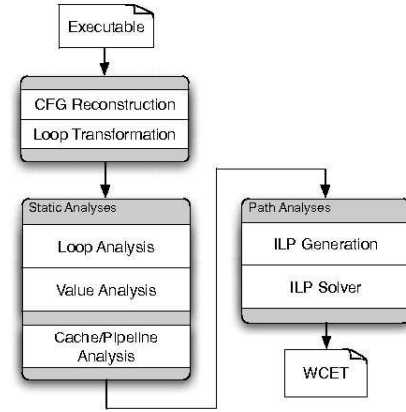 Executable
CFG Reconstruction
Loop Transformation
Static Analyses
Loop Analysis
Value Analysis
Cache/Pipeline
Analysis
Path Analyses
ILP Generation
ILP Solver
WCET